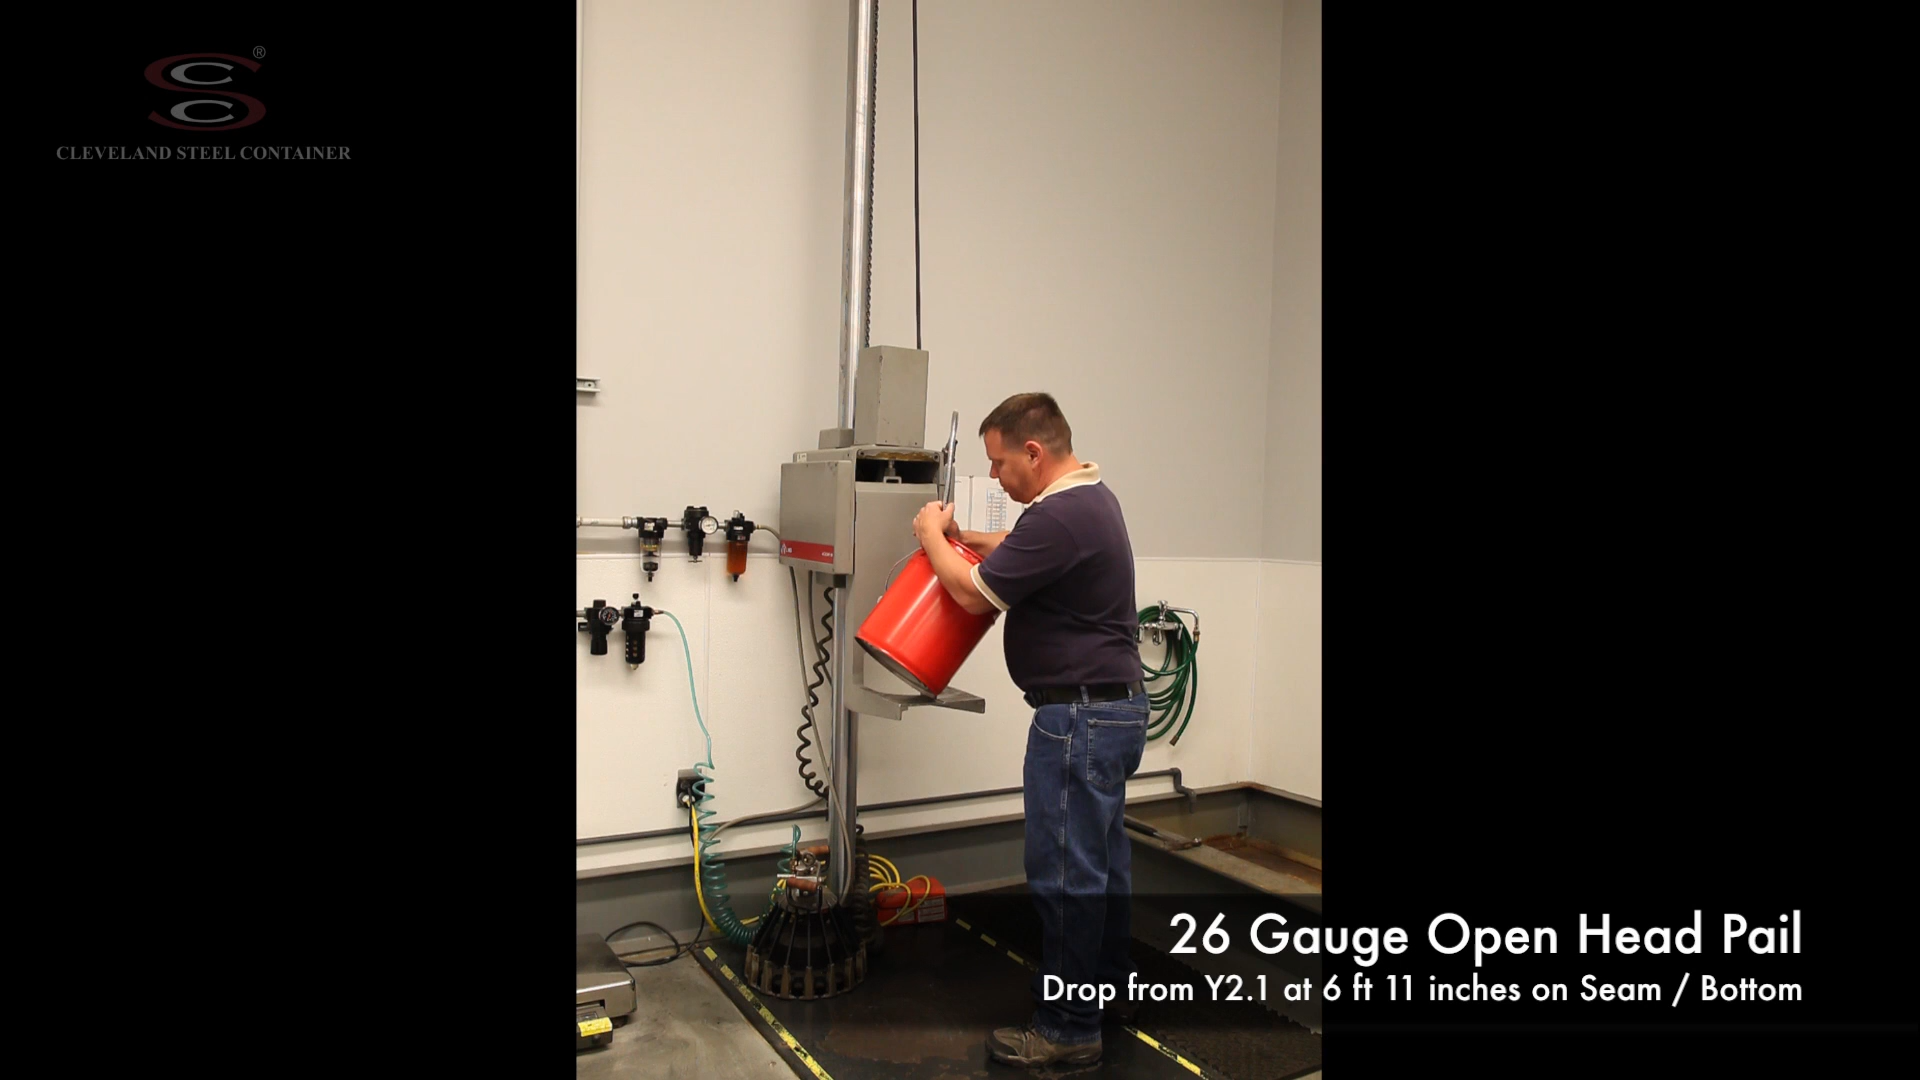 ®
CLEVELAND STEEL CONTAINER
26 Gauge Open Head Pail
Drop from Y2.1 at 6 ft 11 inches on Seam / Bottom